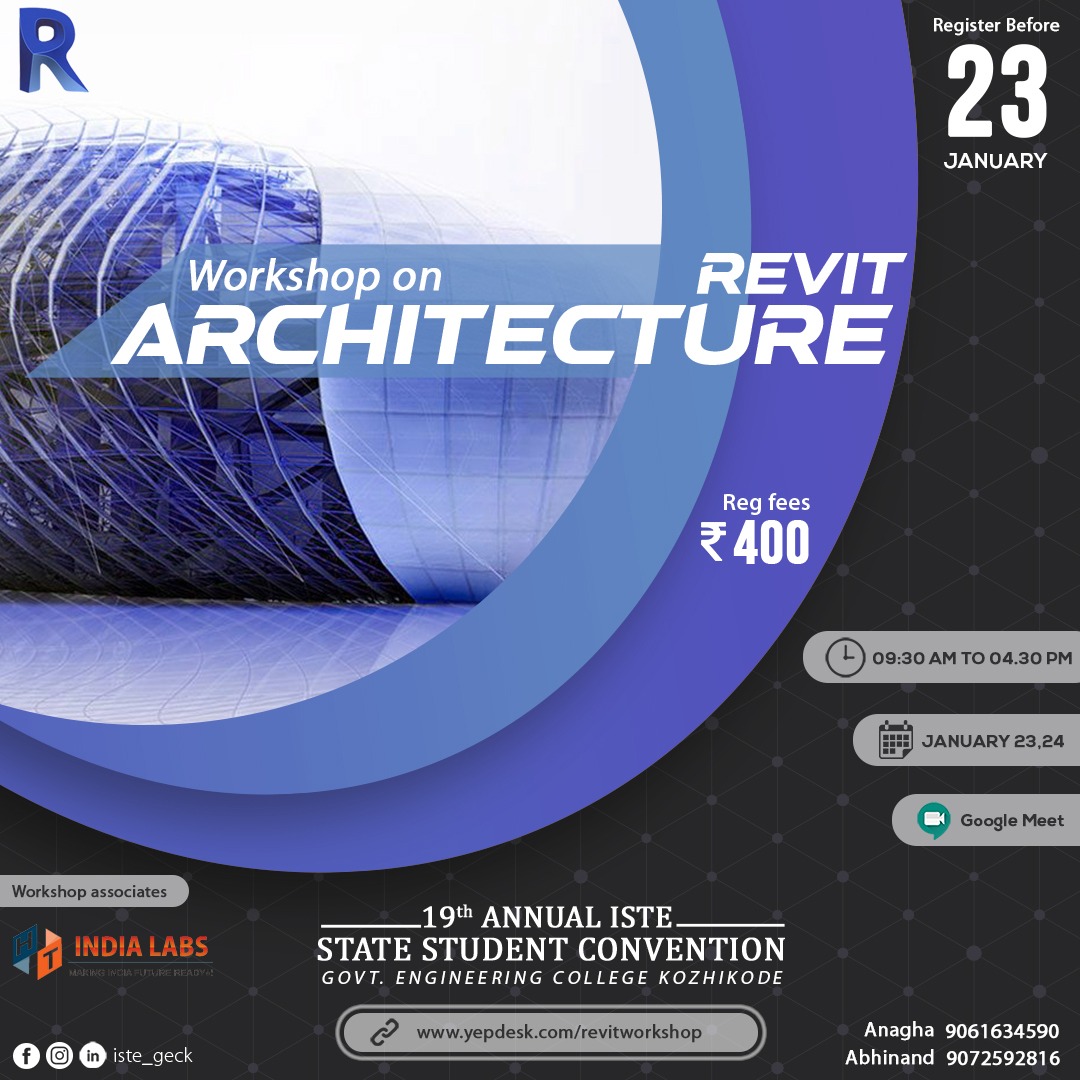 R
Register Before
23
JANUARY
Workshop on REVIT
ARCHITECTURE
Reg fees
₹400
09:30 AM TO 04.30 PM
JANUARY 23,24
Google Meet
Workshop associates
HT INDIA LABS
MAKING INDIA FUTURE READY
19th ANNUAL ISTE
STATE STUDENT CONVENTION
GOVT. ENGINEERING COLLEGE KOZHIKODE
www.yepdesk.com/revitworkshop
iste_geck
Anagha 9061634590
Abhinand 9072592816